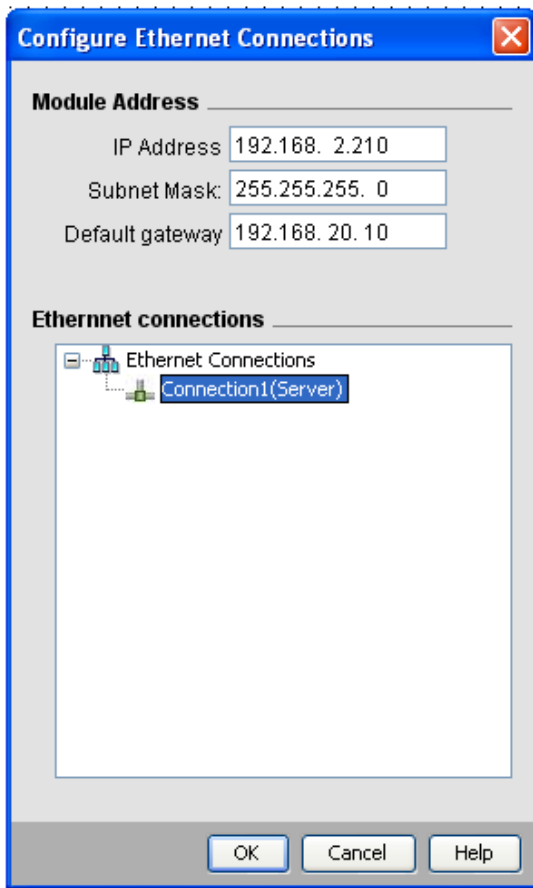 Configure Ethernet Connections
Module Address
IP Address 192.168. 2.210
Subnet Mask: 255.255.255. 0
Default gateway 192.168. 20. 10
Ethernnet connections
Ethernet Connections
Connection1(Server)
OK Cancel Help